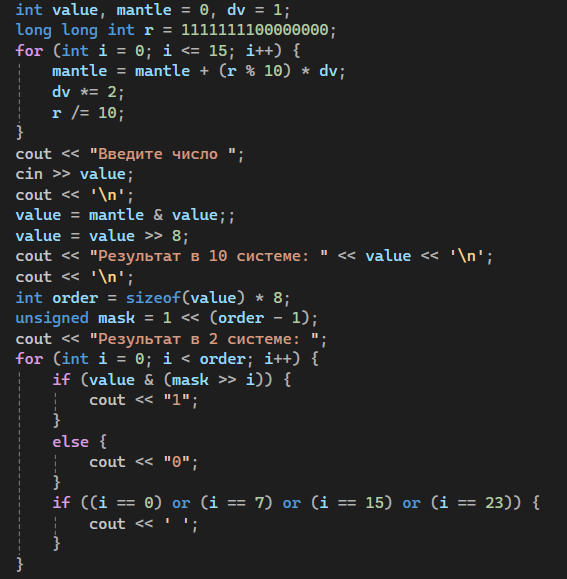 int value, mantle = 0, dv = 1;
long long int r = 1111111100000000;
for (int i = 0; i <= 15; i++) {
    mantle = mantle + (r % 10) * dv;
    dv *= 2;
    r /= 10;
}
cout << "Введите число ";
cin >> value;
cout << '\n';
value = mantle & value;;
value = value >> 8;
cout << "Результат в 10 системе: " << value << '\n';
cout << '\n';
int order = sizeof(value) * 8;
unsigned mask = 1 << (order - 1);
cout << "Результат в 2 системе: ";
for (int i = 0; i < order; i++) {
    if (value & (mask >> i)) {
        cout << "1";
    }
    else {
        cout << "0";
    }
    if ((i == 0) or (i == 7) or (i == 15) or (i == 23)) {
        cout << ' ';
    }
}